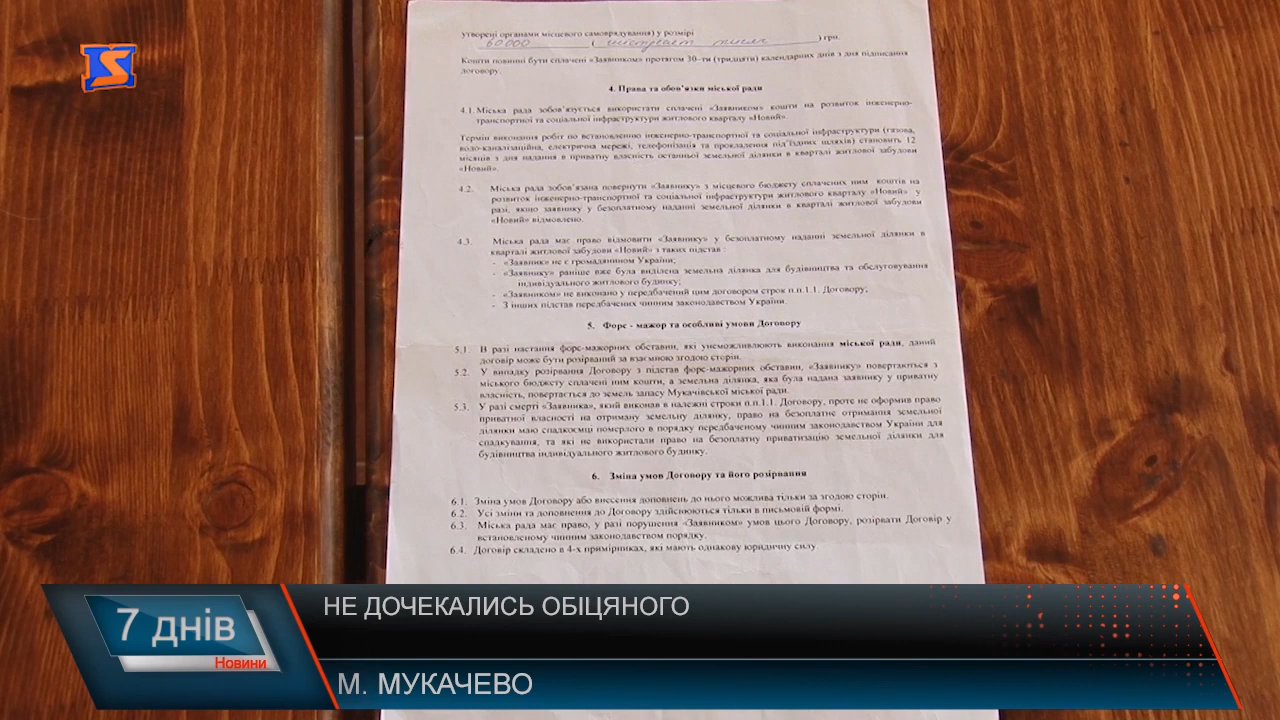 утворені органами місцевого самоврядування) у розмірі
60 000 ( шістдесят тисяч ) грн.
Кошти повинні бути сплачені «Заявником» протягом 30-ти (тридцяти) календарних днів з дня підписання
договору.
4. Права та обов'язки міської ради
4.1. Міська рада зобов'язується використати сплачені «Заявником» кошти на розвиток інженерно-
транспортної та соціальної інфраструктури житлового кварталу «Новий».
Термін виконання робіт по встановленню інженерно-транспортної та соціальної інфраструктури (газова,
водо-каналізаційна, електрична мережі, телефонізація та прокладення під'їздних шляхів) становить 12
місяців з дня надання в приватну власність останньої земельної ділянки в кварталі житлової забудови
«Новий».
4.2. Міська рада зобов'язана повернути «Заявнику» з місцевого бюджету сплачених ним коштів на
розвиток інженерно-транспортної та соціальної інфраструктури житлового кварталу «Новий» у
разі, якщо заявнику у безоплатному наданні земельної ділянки в кварталі житлової забудови
«Новий» відмовлено.
4.3. Міська рада має право відмовити «Заявнику» у безоплатному наданні земельної ділянки в
кварталі житлової забудови «Новий» з таких підстав :
- «Заявник» не є громадянином України;
- «Заявнику» раніше вже була виділена земельна ділянка для будівництва та обслуговування
індивідуального житлового будинку;
- «Заявником» не виконано у передбачений цим договором строк п.п.1.1. Договору;
- З інших підстав передбачених чинним законодавством України.
5. Форс - мажор та особливі умови Договору
5.1. В разі настання форс-мажорних обставин, які унеможливлюють виконання міської ради, даний
договір може бути розірваний за взаємною згодою сторін.
5.2. У випадку розірвання Договору з підстав форс-мажорних обставин, «Заявнику» повертаються з
міського бюджету сплачені ним кошти, а земельна ділянка, яка була надана заявнику у приватну
власність, повертається до земель запасу Мукачівської міської ради.
5.3. У разі смерті «Заявника», який виконав в належні строки п.п.1.1. Договору, проте не оформив право
приватної власності на отриману земельну ділянку, право на безоплатне отримання земельної
ділянки маю спадкоємці померлого в порядку передбаченому чинним законодавством України для
спадкування, та які не використали право на безоплатну приватизацію земельної ділянки для
будівництва індивідуального житлового будинку.
6. Зміна умов Договору та його розірвання
6.1. Зміна умов Договору або внесення доповнень до нього можлива тільки за згодою сторін.
6.2. Усі зміни та доповнення до Договору здійснюються тільки в письмовій формі.
6.3. Міська рада має право, у разі порушення «Заявником» умов цього Договору, розірвати Договір у
встановленому чинним законодавством порядку.
6.4. Договір складено в 4-х примірниках, які мають однакову юридичну силу.
7 днів
Новини
НЕ ДОЧЕКАЛИСЬ ОБІЦЯНОГО
М. МУКАЧЕВО